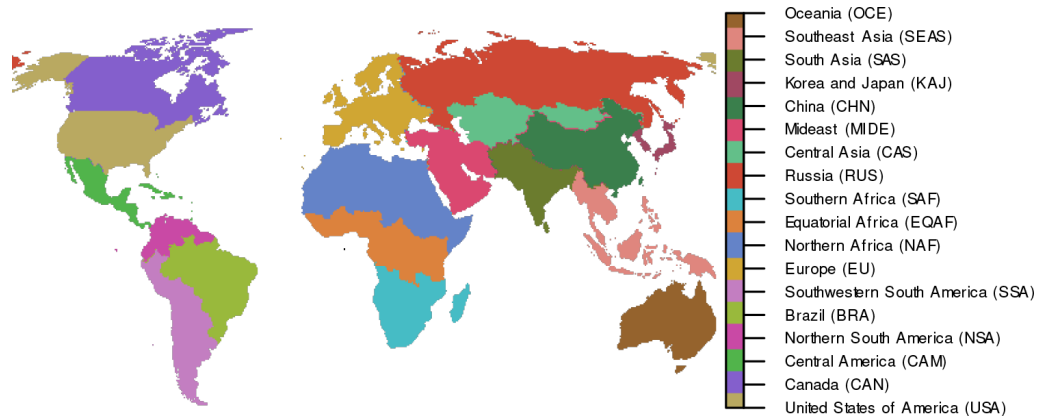 Oceania (OCE)
Southeast Asia (SEAS)
South Asia (SAS)
Korea and Japan (KAJ)
China (CHN)
Mideast (MIDE)
Central Asia (CAS)
Russia (RUS)
Southern Africa (SAF)
Equatorial Africa (EQAF)
Northern Africa (NAF)
Europe (EU)
Southwestern South America (SSA)
Brazil (BRA)
Northern South America (NSA)
Central America (CAM)
Canada (CAN)
United States of America (USA)